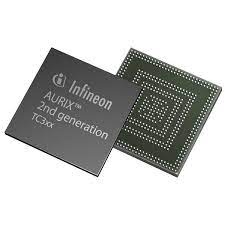 Infineon
AURIX™
2nd generation
TC3xx